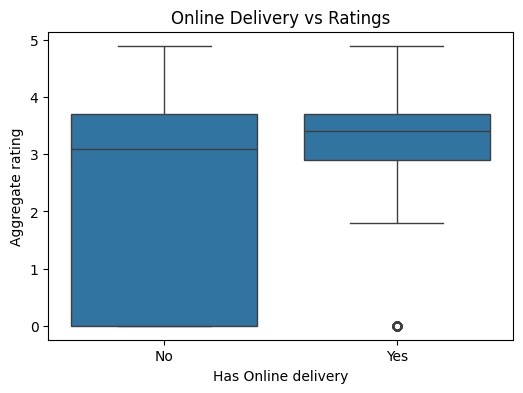 Online Delivery vs Ratings
5
4
3
2
1
0
Aggregate rating
No
Yes
Has Online delivery